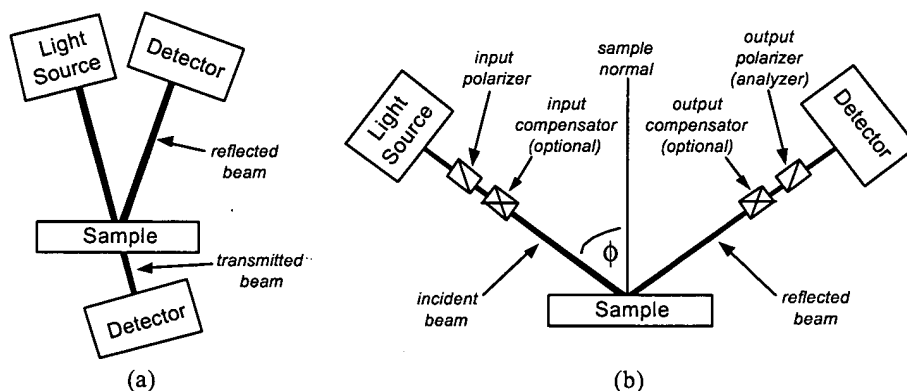 Light
Source
Detector
reflected
beam
Sample
transmitted
beam
Detector
(a)
input
polarizer
sample
normal
output
polarizer
(analyzer)
Light
Source
input
compensator
(optional)
output
compensator
(optional)
Detector
ϕ
incident
beam
Sample
reflected
beam
(b)